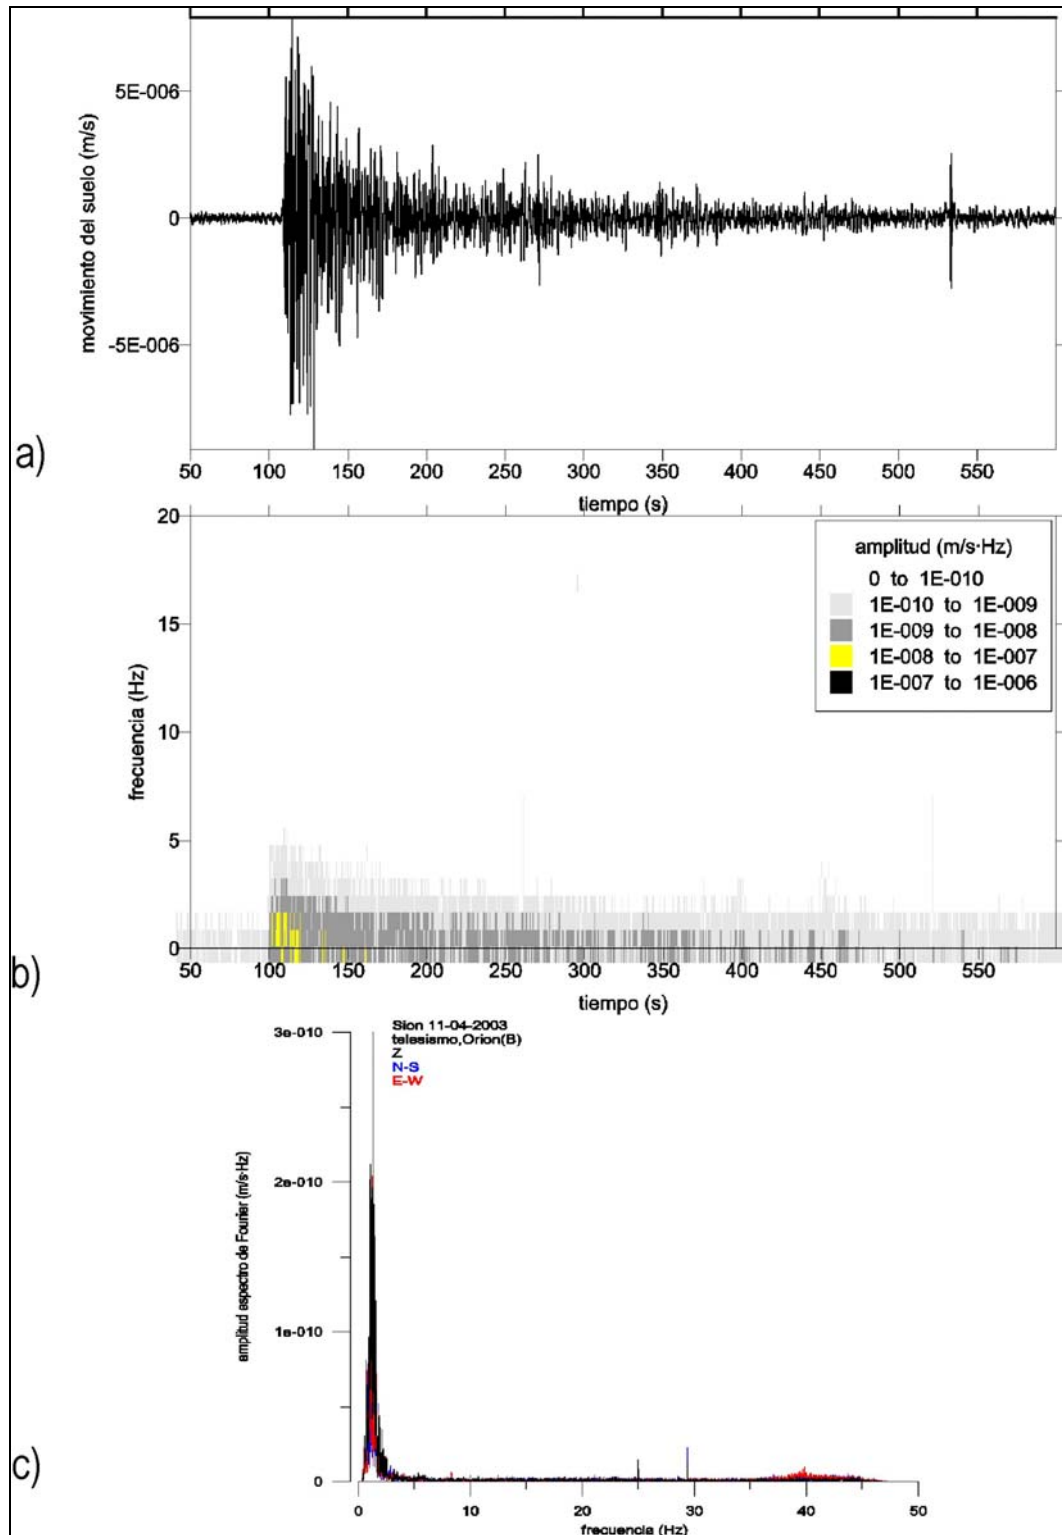 movimiento del suelo (m/s)
5E-006
0
-5E-006
a)
50 100 150 200 250 300 350 400 450 500 550
tiempo (s)
frecuencia (Hz)
20
15
10
5
0
amplitud (m/s·Hz)
0 to 1E-010
1E-010 to 1E-009
1E-009 to 1E-008
1E-008 to 1E-007
1E-007 to 1E-006
b)
50 100 150 200 250 300 350 400 450 500 550
tiempo (s)
Sion 11-04-2003
telesismo,Orion(B)
Z
N-S
E-W
amplitud espectro de Fourier (m/s·Hz)
3e-010
2e-010
1e-010
0
c)
0 10 20 30 40 50
frecuencia (Hz)